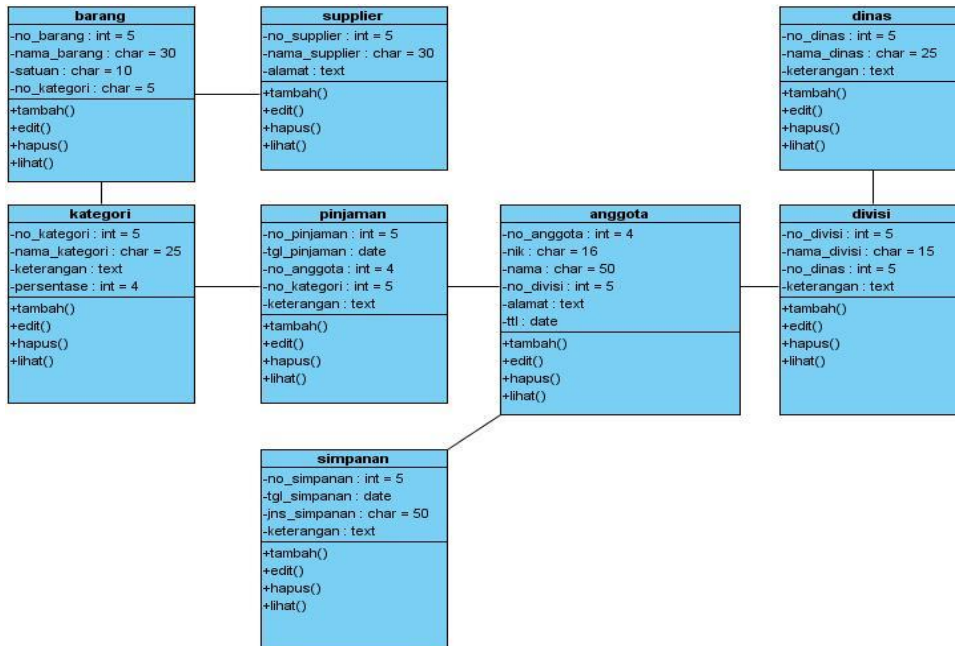 barang
-no_barang : int = 5
-nama_barang : char = 30
-satuan : char = 10
-no_kategori : char = 5
+tambah()
+edit()
+hapus()
+lihat()
supplier
-no_supplier : int = 5
-nama_supplier : char = 30
-alamat : text
+tambah()
+edit()
+hapus()
+lihat()
dinas
-no_dinas : int = 5
-nama_dinas : char = 25
-keterangan : text
+tambah()
+edit()
+hapus()
+lihat()
kategori
-no_kategori : int = 5
-nama_kategori : char = 25
-keterangan : text
-persentase : int = 4
+tambah()
+edit()
+hapus()
+lihat()
pinjaman
-no_pinjaman : int = 5
-tgl_pinjaman : date
-no_anggota : int = 4
-no_kategori : int = 5
-keterangan : text
+tambah()
+edit()
+hapus()
+lihat()
anggota
-no_anggota : int = 4
-nik : char = 16
-nama : char = 50
-no_divisi : int = 5
-alamat : text
-ttl : date
+tambah()
+edit()
+hapus()
+lihat()
divisi
-no_divisi : int = 5
-nama_divisi : char = 15
-no_dinas : int = 5
-keterangan : text
+tambah()
+edit()
+hapus()
+lihat()
simpanan
-no_simpanan : int = 5
-tgl_simpanan : date
-jns_simpanan : char = 50
-keterangan : text
+tambah()
+edit()
+hapus()
+lihat()